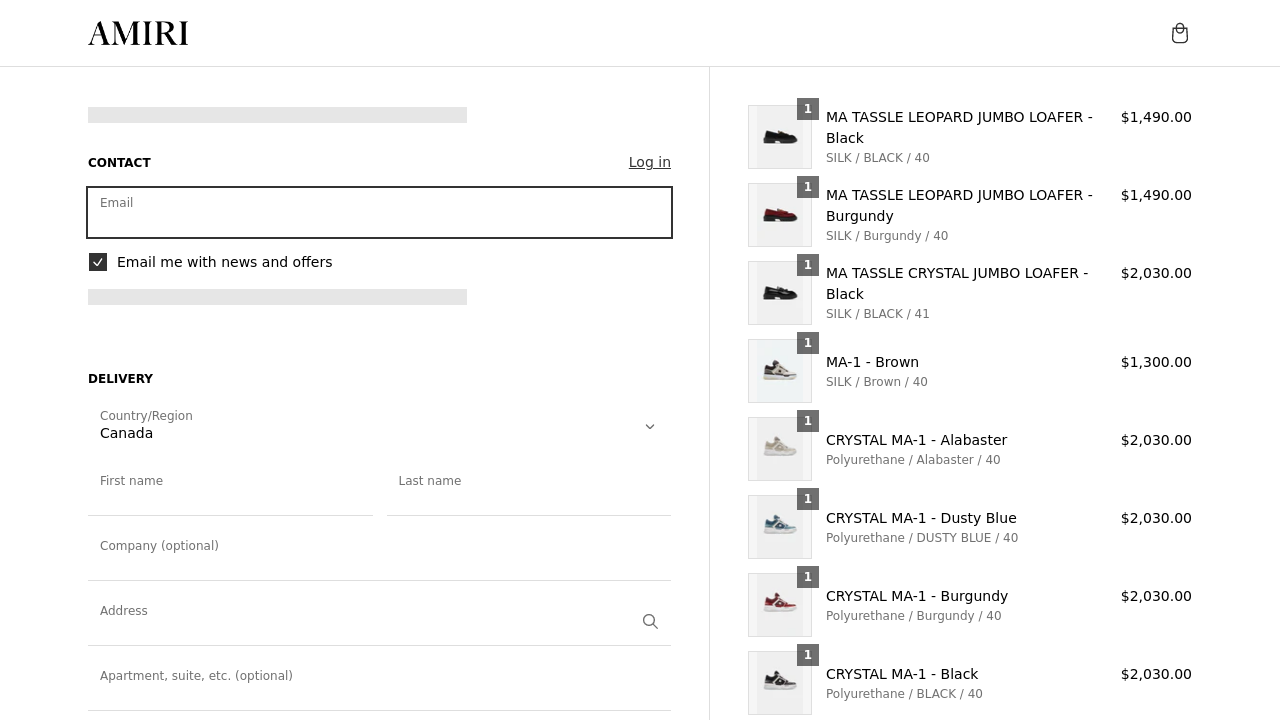 AMIRI
CONTACT
Log in
Email
Email me with news and offers
DELIVERY
Country/Region
Canada
First name
Last name
Company (optional)
Address
Apartment, suite, etc. (optional)
1
MA TASSLE LEOPARD JUMBO LOAFER -
Black
SILK / BLACK / 40
$1,490.00
1
MA TASSLE LEOPARD JUMBO LOAFER -
Burgundy
SILK / Burgundy / 40
$1,490.00
1
MA TASSLE CRYSTAL JUMBO LOAFER -
Black
SILK / BLACK / 41
$2,030.00
1
MA-1 - Brown
SILK / Brown / 40
$1,300.00
1
CRYSTAL MA-1 - Alabaster
Polyurethane / Alabaster / 40
$2,030.00
1
CRYSTAL MA-1 - Dusty Blue
Polyurethane / DUSTY BLUE / 40
$2,030.00
1
CRYSTAL MA-1 - Burgundy
Polyurethane / Burgundy / 40
$2,030.00
1
CRYSTAL MA-1 - Black
Polyurethane / BLACK / 40
$2,030.00